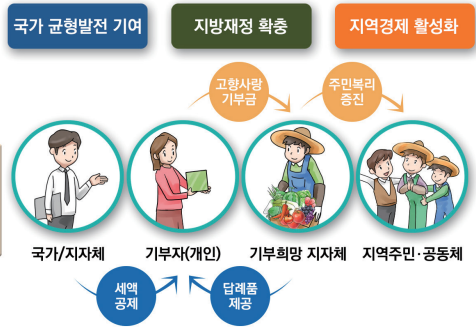 국가 균형발전 기여
지방재정 확충
지역경제 활성화
고향사랑
기부금
주민복리
증진
국가/지자체
기부자(개인)
기부희망 지자체
지역주민·공동체
세액
공제
답례품
제공